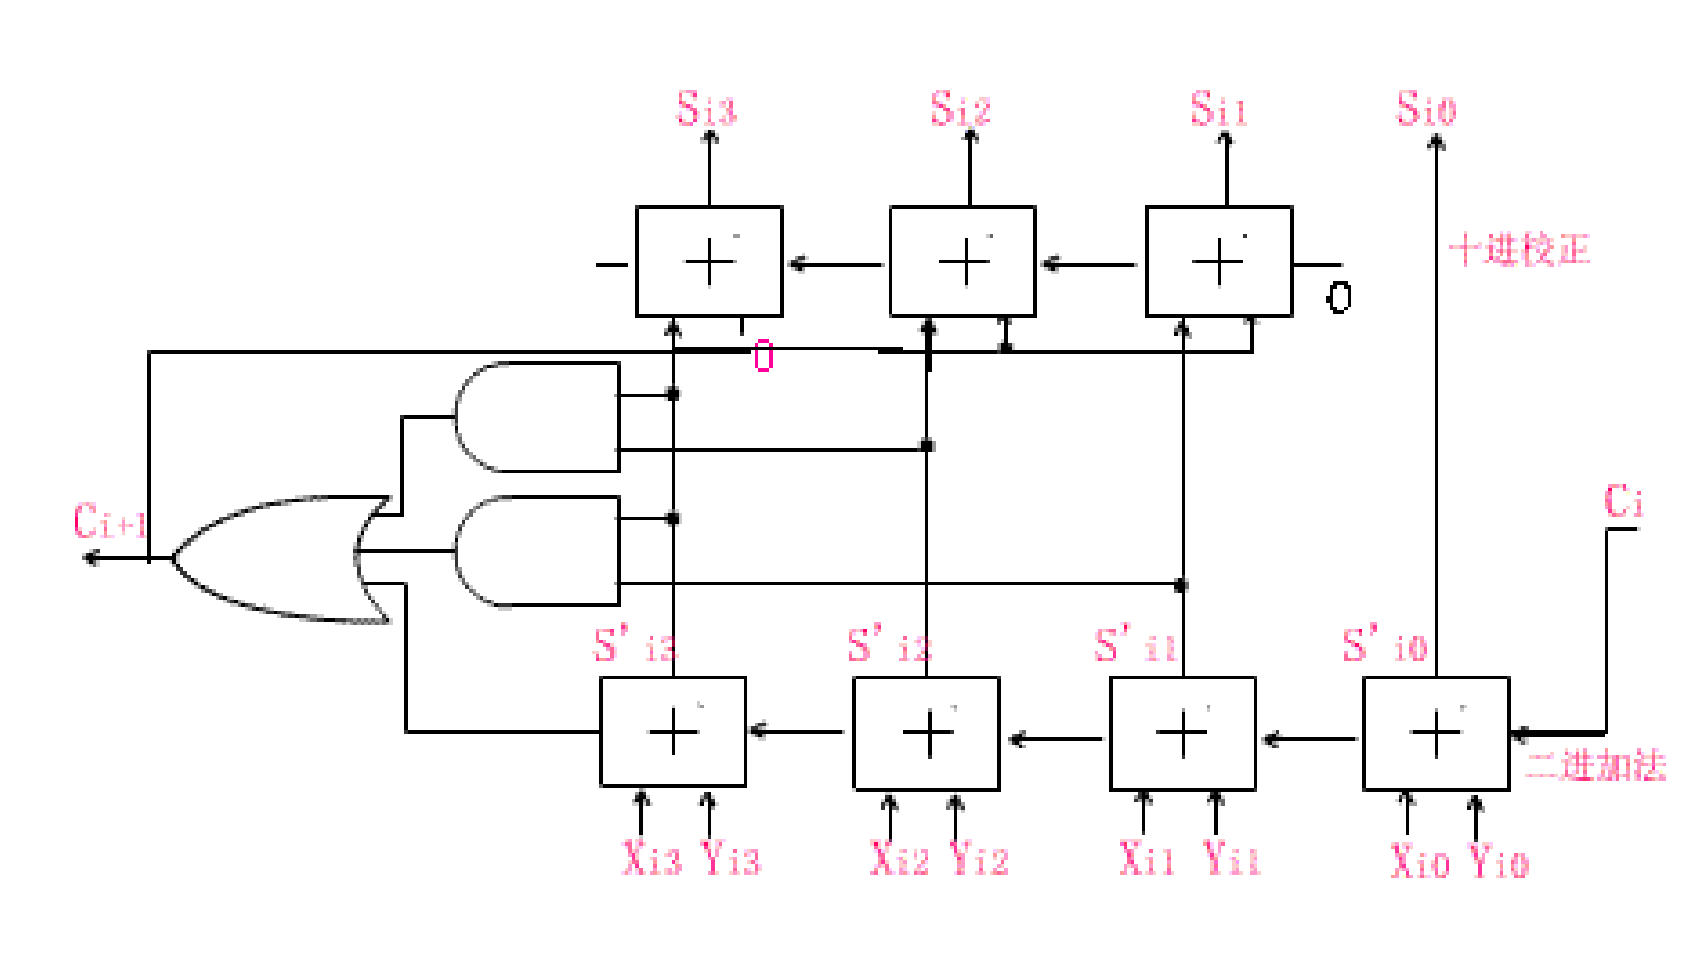 Si3 Si2 Si1 Si0
十进校正
0
0
Ci+1
Ci
S'i3 S'i2 S'i1 S'i0
二进加法
Xi3 Yi3 Xi2 Yi2 Xi1 Yi1 Xi0 Yi0